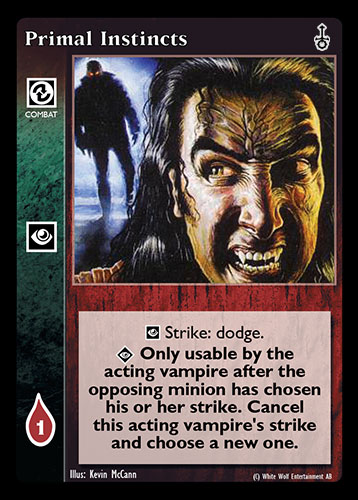 Primal Instincts
COMBAT
Strike: dodge.
Only usable by the
acting vampire after the
opposing minion has chosen
his or her strike. Cancel
this acting vampire's strike
and choose a new one.
1
Illus: Kevin McCann
(C) White Wolf Entertainment AB